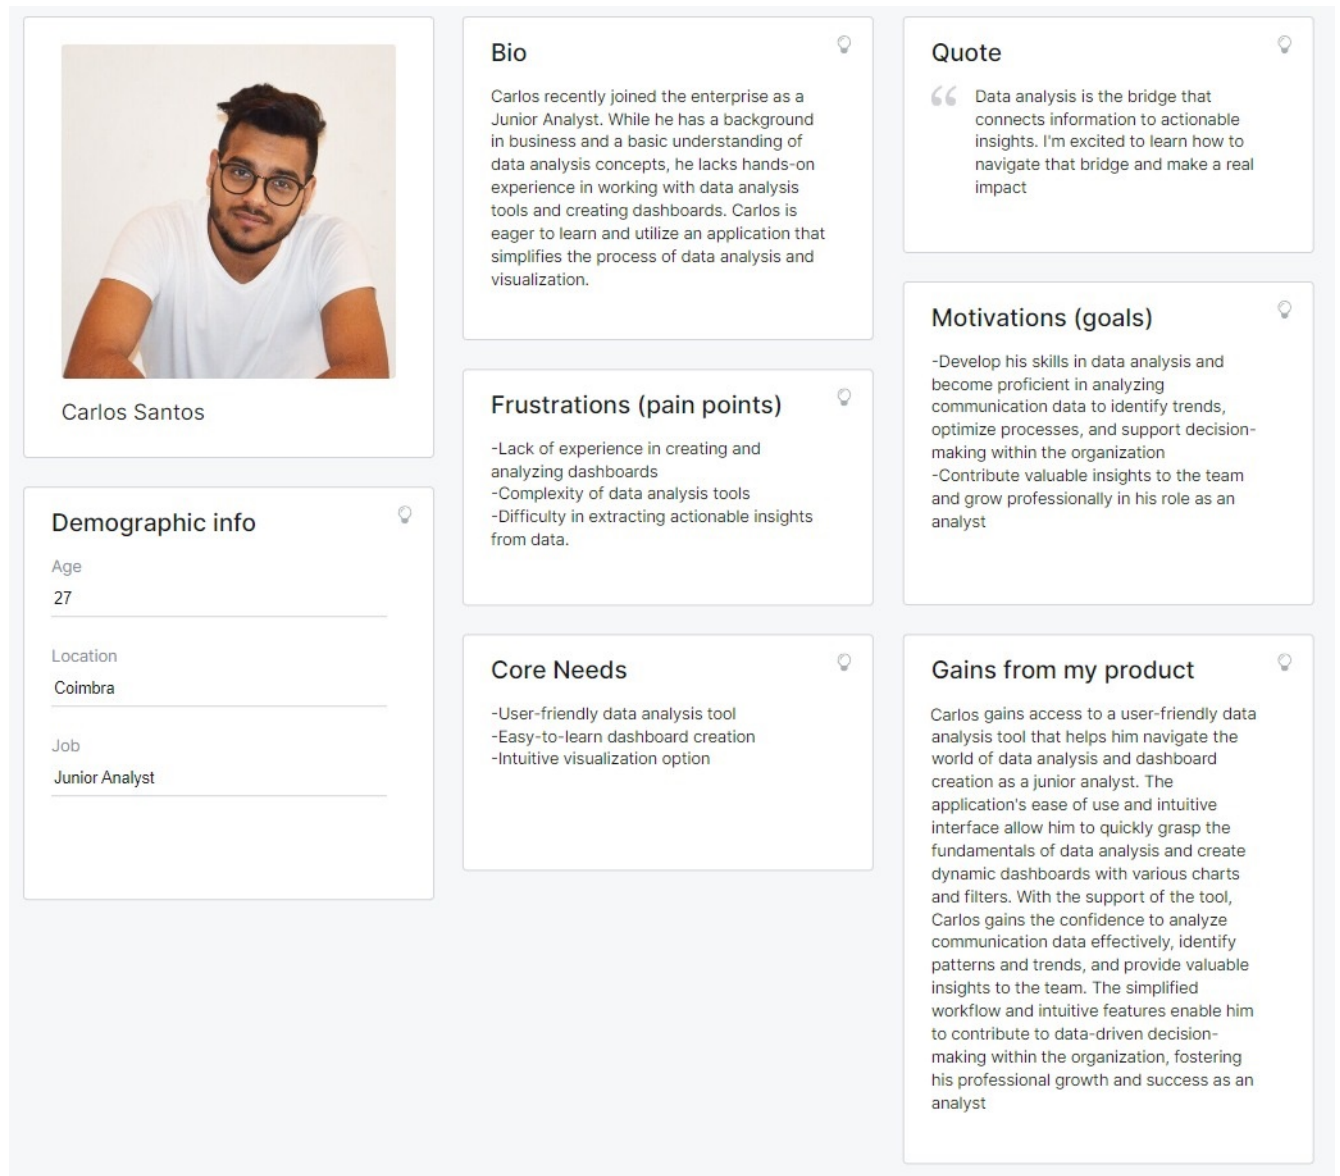 Carlos Santos
Demographic info
Age
27
Location
Coimbra
Job
Junior Analyst
Bio
Carlos recently joined the enterprise as a
Junior Analyst. While he has a background
in business and a basic understanding of
data analysis concepts, he lacks hands-on
experience in working with data analysis
tools and creating dashboards. Carlos is
eager to learn and utilize an application that
simplifies the process of data analysis and
visualization.
Frustrations (pain points)
-Lack of experience in creating and
analyzing dashboards
-Complexity of data analysis tools
-Difficulty in extracting actionable insights
from data.
Core Needs
-User-friendly data analysis tool
-Easy-to-learn dashboard creation
-Intuitive visualization option
Quote
“ Data analysis is the bridge that
connects information to actionable
insights. I'm excited to learn how to
navigate that bridge and make a real
impact
Motivations (goals)
-Develop his skills in data analysis and
become proficient in analyzing
communication data to identify trends,
optimize processes, and support decision-
making within the organization
-Contribute valuable insights to the team
and grow professionally in his role as an
analyst
Gains from my product
Carlos gains access to a user-friendly data
analysis tool that helps him navigate the
world of data analysis and dashboard
creation as a junior analyst. The
application's ease of use and intuitive
interface allow him to quickly grasp the
fundamentals of data analysis and create
dynamic dashboards with various charts
and filters. With the support of the tool,
Carlos gains the confidence to analyze
communication data effectively, identify
patterns and trends, and provide valuable
insights to the team. The simplified
workflow and intuitive features enable him
to contribute to data-driven decision-
making within the organization, fostering
his professional growth and success as an
analyst